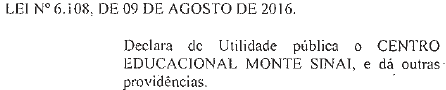 LEI Nº 6.108, DE 09 DE AGOSTO DE 2016.
Declara de Utilidade pública o CENTRO
EDUCACIONAL MONTE SINAI, e dá outras
providências.